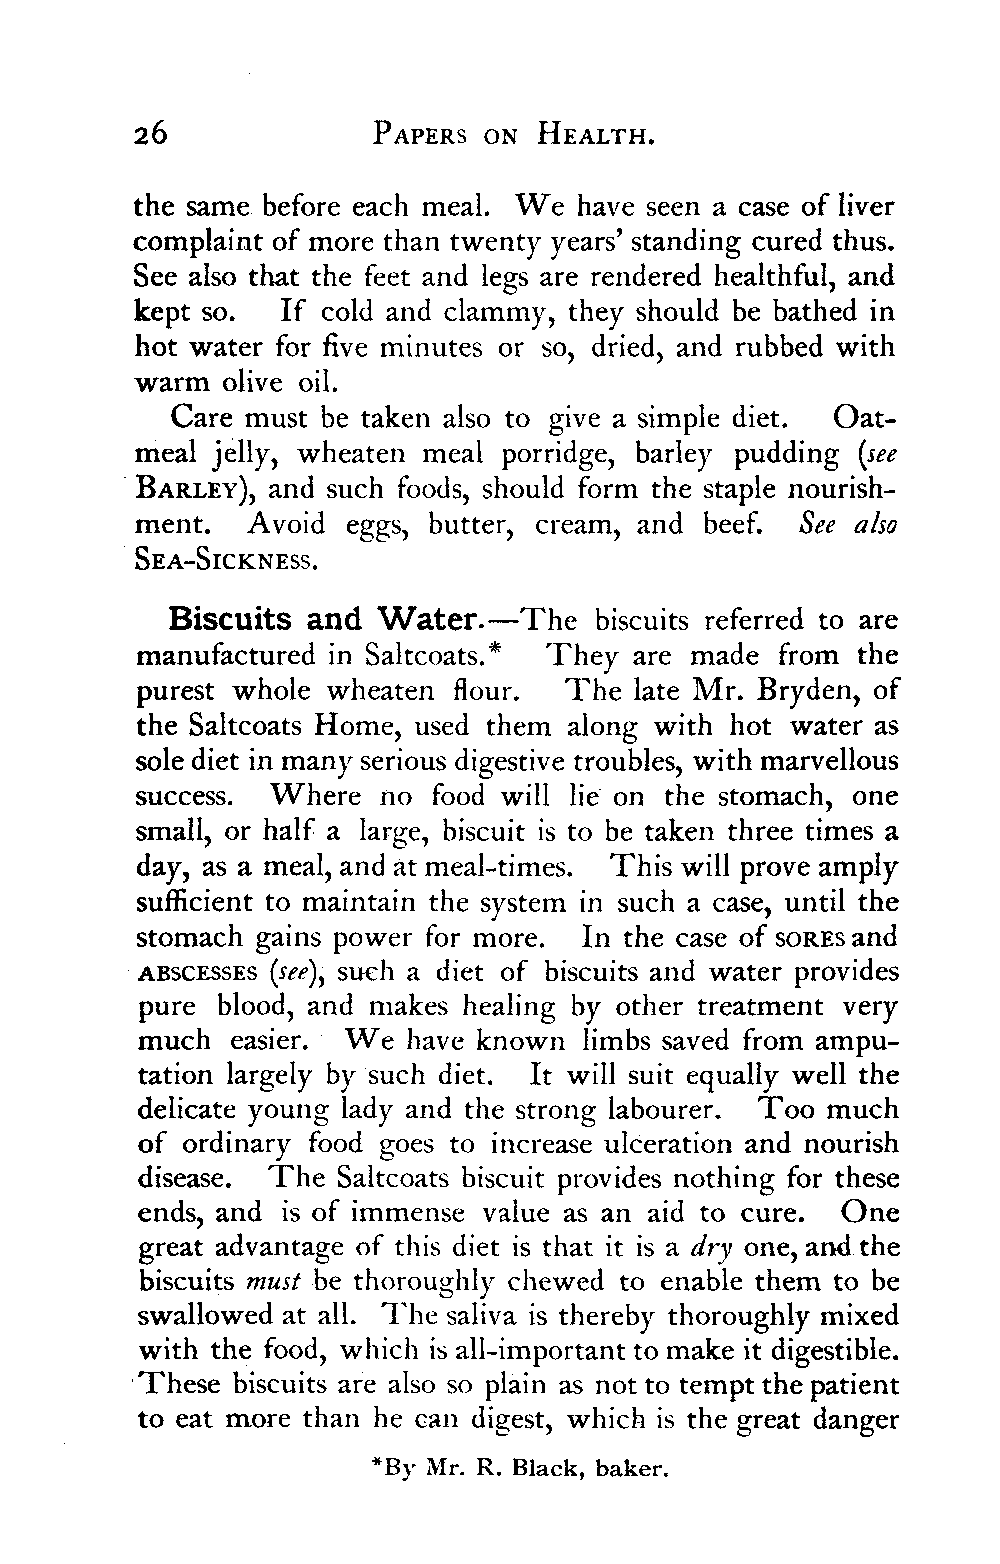 26 PAPERS ON HEALTH.
the same before each meal. We have seen a case of liver
complaint of more than twenty years' standing cured thus.
See also that the feet and legs are rendered healthful, and
kept so. If cold and clammy, they should be bathed in
hot water for five minutes or so, dried, and rubbed with
warm olive oil.
Care must be taken also to give a simple diet. Oat-
meal jelly, wheaten meal porridge, barley pudding (see
BARLEY), and such foods, should form the staple nourish-
ment. Avoid eggs, butter, cream, and beef. See also
SEA-SICKNESS.
Biscuits and Water.—The biscuits referred to are
manufactured in Saltcoats.* They are made from the
purest whole wheaten flour. The late Mr. Bryden, of
the Saltcoats Home, used them along with hot water as
sole diet in many serious digestive troubles, with marvellous
success. Where no food will lie on the stomach, one
small, or half a large, biscuit is to be taken three times a
day, as a meal, and at meal-times. This will prove amply
sufficient to maintain the system in such a case, until the
stomach gains power for more. In the case of SORES and
ABSCESSES (see), such a diet of biscuits and water provides
pure blood, and makes healing by other treatment very
much easier. We have known limbs saved from ampu-
tation largely by such diet. It will suit equally well the
delicate young lady and the strong labourer. Too much
of ordinary food goes to increase ulceration and nourish
disease. The Saltcoats biscuit provides nothing for these
ends, and is of immense value as an aid to cure. One
great advantage of this diet is that it is a dry one, and the
biscuits must be thoroughly chewed to enable them to be
swallowed at all. The saliva is thereby thoroughly mixed
with the food, which is all-important to make it digestible.
These biscuits are also so plain as not to tempt the patient
to eat more than he can digest, which is the great danger
*By Mr. R. Black, baker.